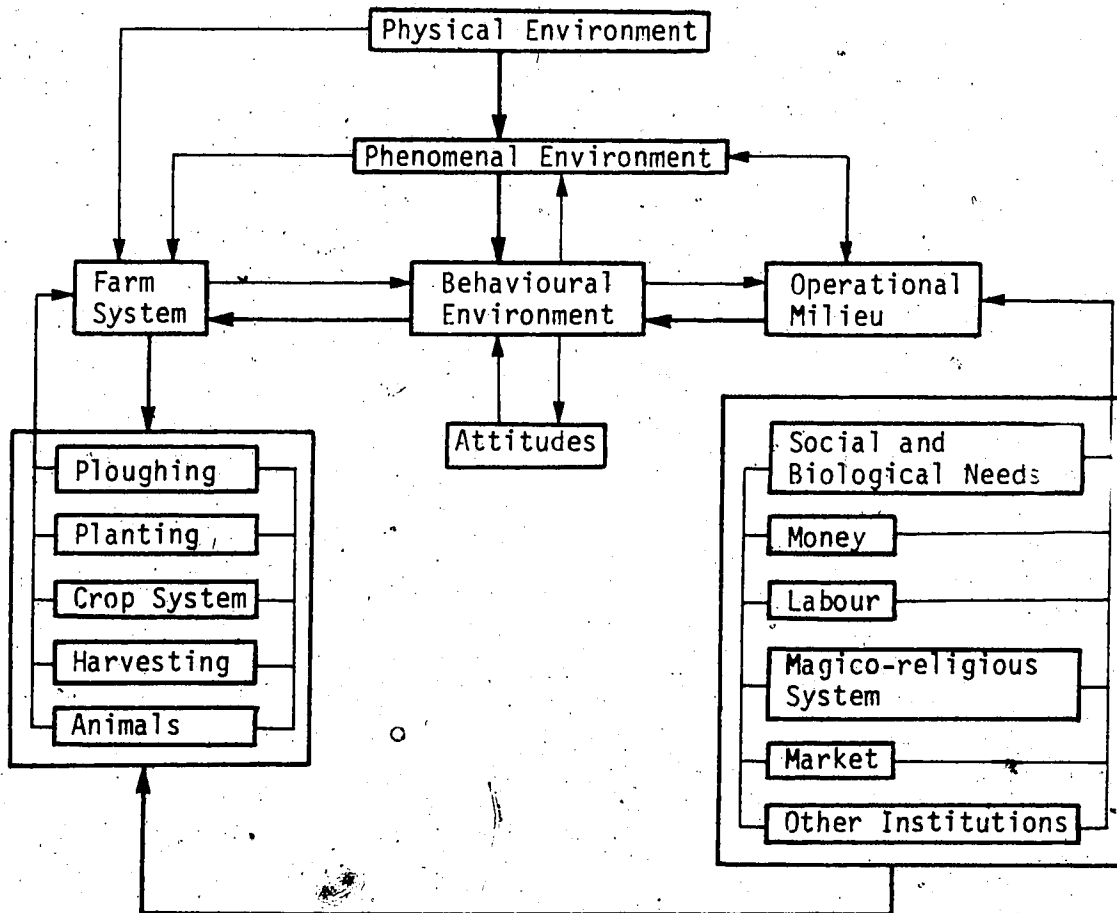 Physical Environment
Phenomenal Environment
Farm
System
Behavioural
Environment
Operational
Milieu
Attitudes
Ploughing
Planting
Crop System
Harvesting
Animals
Social and
Biological Needs
Money
Labour
Magico-religious
System
Market
Other Institutions